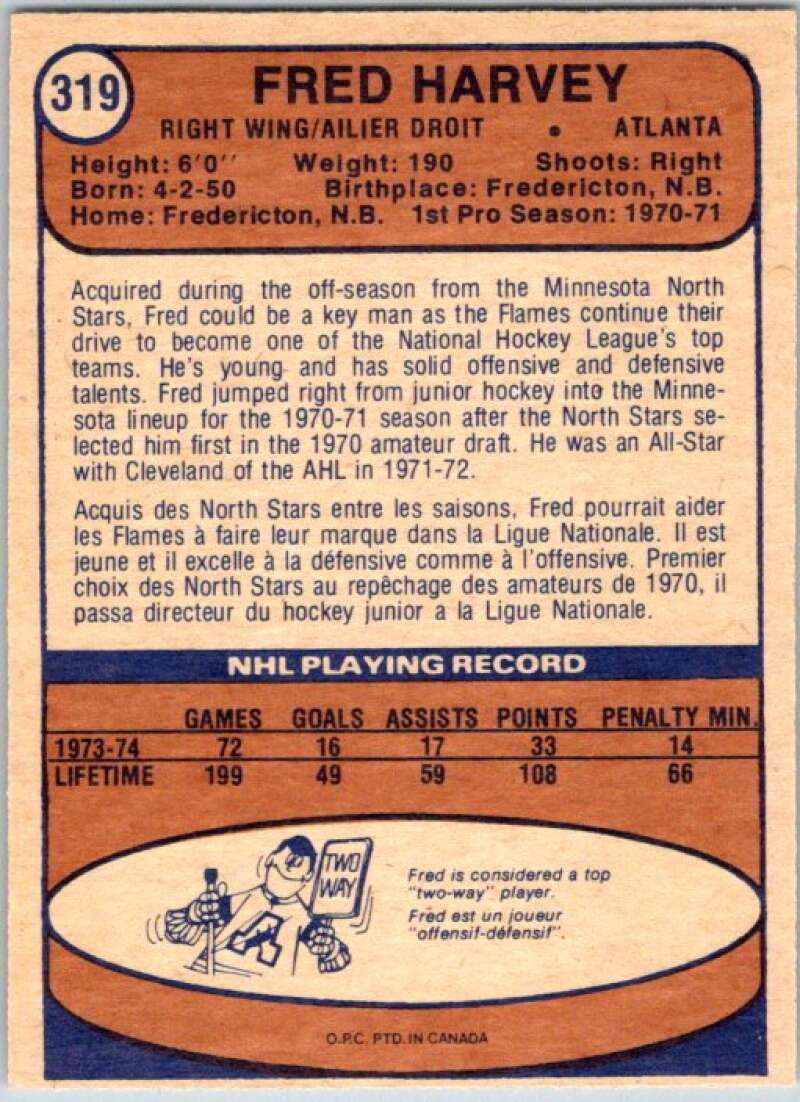 319
FRED HARVEY
RIGHT WING/AILIER DROIT • ATLANTA
Height: 6'0'' Weight: 190 Shoots: Right
Born: 4-2-50 Birthplace: Fredericton, N.B.
Home: Fredericton, N.B. 1st Pro Season: 1970-71
Acquired during the off-season from the Minnesota North
Stars, Fred could be a key man as the Flames continue their
drive to become one of the National Hockey League's top
teams. He's young and has solid offensive and defensive
talents. Fred jumped right from junior hockey into the Minne-
sota lineup for the 1970-71 season after the North Stars se-
lected him first in the 1970 amateur draft. He was an All-Star
with Cleveland of the AHL in 1971-72.
Acquis des North Stars entre les saisons, Fred pourrait aider
les Flames à faire leur marque dans la Ligue Nationale. Il est
jeune et il excelle à la défensive comme à l'offensive. Premier
choix des North Stars au repêchage des amateurs de 1970, il
passa directeur du hockey junior a la Ligue Nationale.
NHL PLAYING RECORD
GAMES GOALS ASSISTS POINTS PENALTY MIN.
1973-74 72 16 17 33 14
LIFETIME 199 49 59 108 66
TWO
WAY
A
Fred is considered a top
"two-way" player.
Fred est un joueur
"offensif-défensif".
O.P.C. PTD. IN CANADA